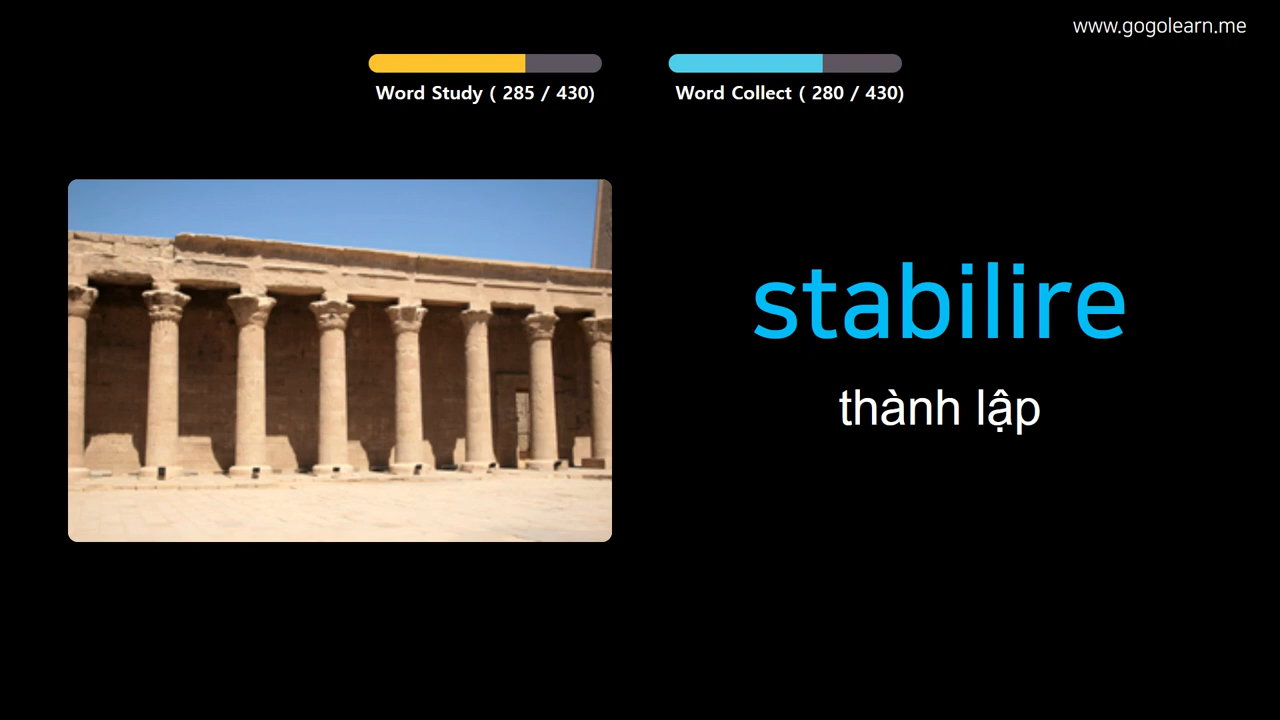 www.gogolearn.me
Word Study ( 285 / 430)
Word Collect ( 280 / 430)
stabilire
thành lập